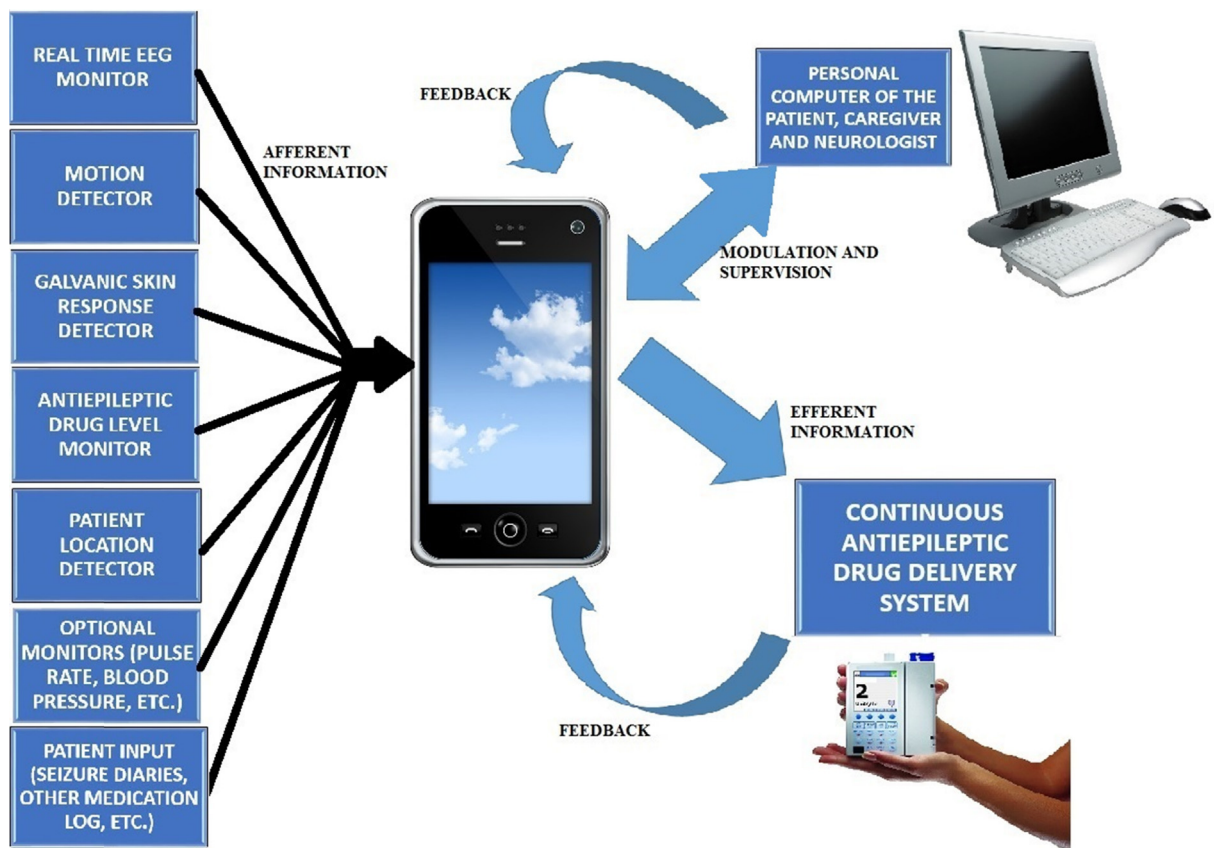 REAL TIME EEG
MONITOR
MOTION
DETECTOR
GALVANIC SKIN
RESPONSE
DETECTOR
ANTIEPILEPTIC
DRUG LEVEL
MONITOR
PATIENT
LOCATION
DETECTOR
OPTIONAL
MONITORS (PULSE
RATE, BLOOD
PRESSURE, ETC.)
PATIENT INPUT
(SEIZURE DIARIES,
OTHER MEDICATION
LOG, ETC.)
AFFERENT
INFORMATION
FEEDBACK
PERSONAL
COMPUTER OF THE
PATIENT, CAREGIVER
AND NEUROLOGIST
MODULATION AND
SUPERVISION
EFFERENT
INFORMATION
CONTINUOUS
ANTIEPILEPTIC
DRUG DELIVERY
SYSTEM
FEEDBACK
2